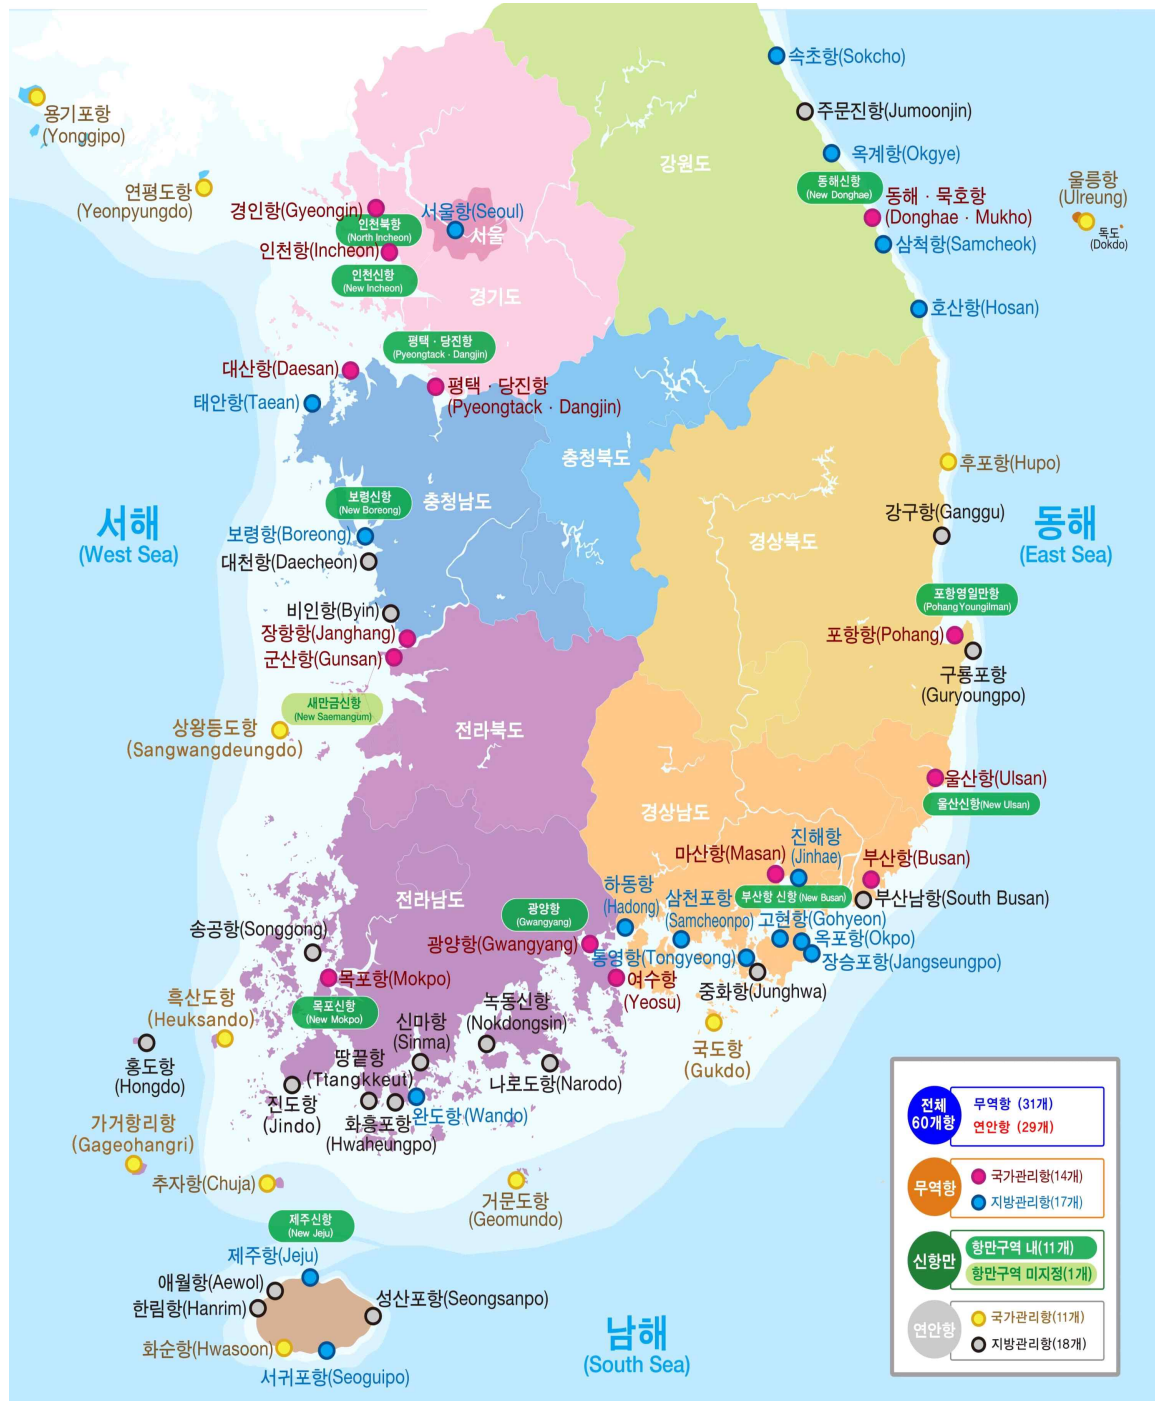 속초항(Sokcho)
주문진항(Jumoonjin)
용기포항
(Yonggipo)
옥계항(Okgye)
강원도
연평도항
(Yeonpyungdo)
동해신항
(New Donghae)
동해 · 묵호항
(Donghae · Mukho)
울릉항
(Ulreung)
독도
(Dokdo)
경인항(Gyeongin)
서울항(Seoul)
인천북항
(North Incheon)
서울
인천항(Incheon)
삼척항(Samcheok)
인천신항
(New Incheon)
경기도
호산항(Hosan)
평택 · 당진항
(Pyeongtack · Dangjin)
대산항(Daesan)
평택 · 당진항
(Pyeongtack · Dangjin)
태안항(Taean)
충청북도
후포항(Hupo)
보령신항
(New Boreong)
충청남도
강구항(Ganggu)
서해
(West Sea)
보령항(Boreong)
경상북도
동해
(East Sea)
대천항(Daecheon)
포항영일만항
(Pohang Youngilman)
비인항(Byin)
장항항(Janghang)
포항항(Pohang)
군산항(Gunsan)
구룡포항
(Guryoungpo)
새만금신항
(New Saemangum)
상왕등도항
(Sangwangdeungdo)
전라북도
울산항(Ulsan)
울산신항(New Ulsan)
경상남도
진해항
(Jinhae)
마산항(Masan)
부산항(Busan)
하동항
(Hadong)
삼천포항
(Samcheonpo)
부산항 신항(New Busan)
부산남항(South Busan)
전라남도
광양항
(Gwangyang)
고현항(Gohyeon)
송공항(Songgong)
광양항(Gwangyang)
옥포항(Okpo)
통영항(Tongyeong)
장승포항(Jangseungpo)
목포항(Mokpo)
여수항
(Yeosu)
중화항(Junghwa)
흑산도항
(Heuksando)
목포신항
(New Mokpo)
녹동신항
(Nokdongsin)
신마항
(Sinma)
국도항
(Gukdo)
홍도항
(Hongdo)
땅끝항
(Ttangkkeut)
나로도항(Narodo)
진도항
(Jindo)
화흥포항
(Hwaheungpo)
완도항(Wando)
가거항리항
(Gageohangri)
추자항(Chuja)
거문도항
(Geomundo)
제주신항
(New Jeju)
제주항(Jeju)
애월항(Aewol)
한림항(Hanrim)
성산포항(Seongsanpo)
화순항(Hwasoon)
서귀포항(Seoguipo)
남해
(South Sea)
전체
60개항
무역항 (31개)
연안항 (29개)
무역항
국가관리항(14개)
지방관리항(17개)
신항만
항만구역 내(11개)
항만구역 미지정(1개)
연안항
국가관리항(11개)
지방관리항(18개)